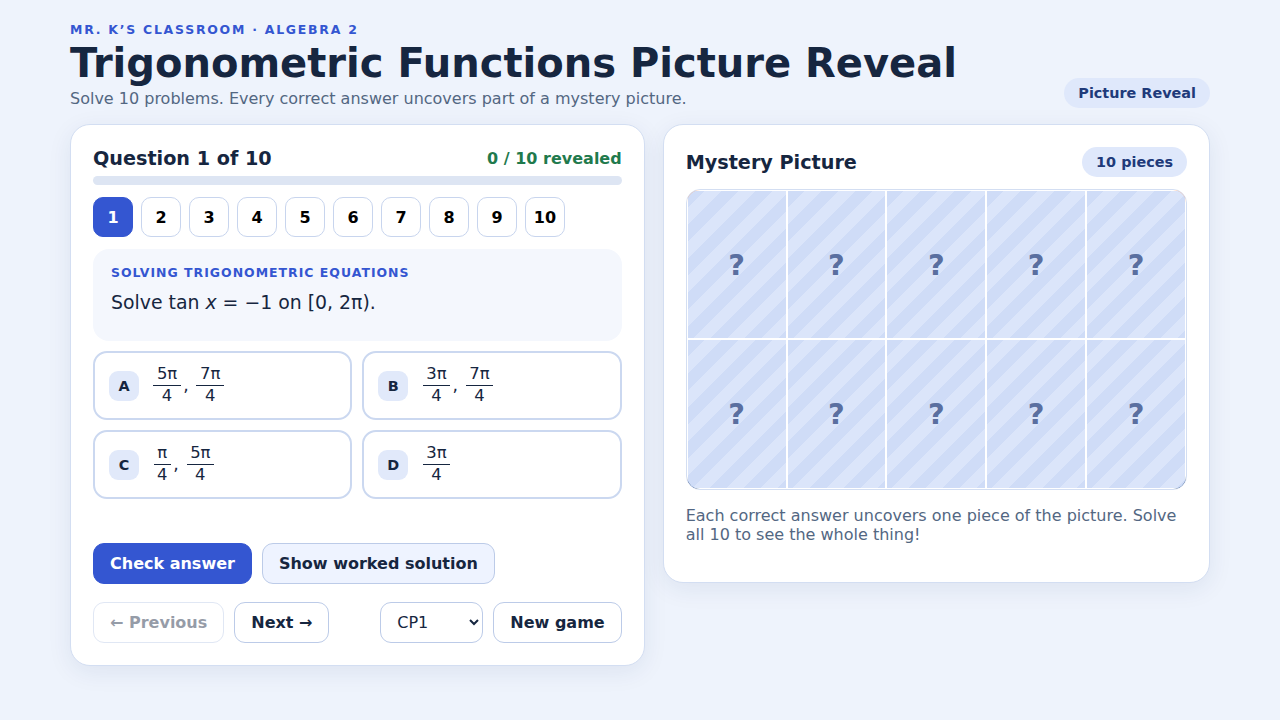 MR. K’S CLASSROOM · ALGEBRA 2
Trigonometric Functions Picture Reveal
Solve 10 problems. Every correct answer uncovers part of a mystery picture.
Picture Reveal
Question 1 of 10
0 / 10 revealed
1 2 3 4 5 6 7 8 9 10
SOLVING TRIGONOMETRIC EQUATIONS
Solve tan x = −1 on [0, 2π).
A 5π/4, 7π/4
B 3π/4, 7π/4
C π/4, 5π/4
D 3π/4
Check answer
Show worked solution
← Previous
Next →
CP1
New game
Mystery Picture
10 pieces
? ? ? ? ?
? ? ? ? ?
Each correct answer uncovers one piece of the picture. Solve
all 10 to see the whole thing!